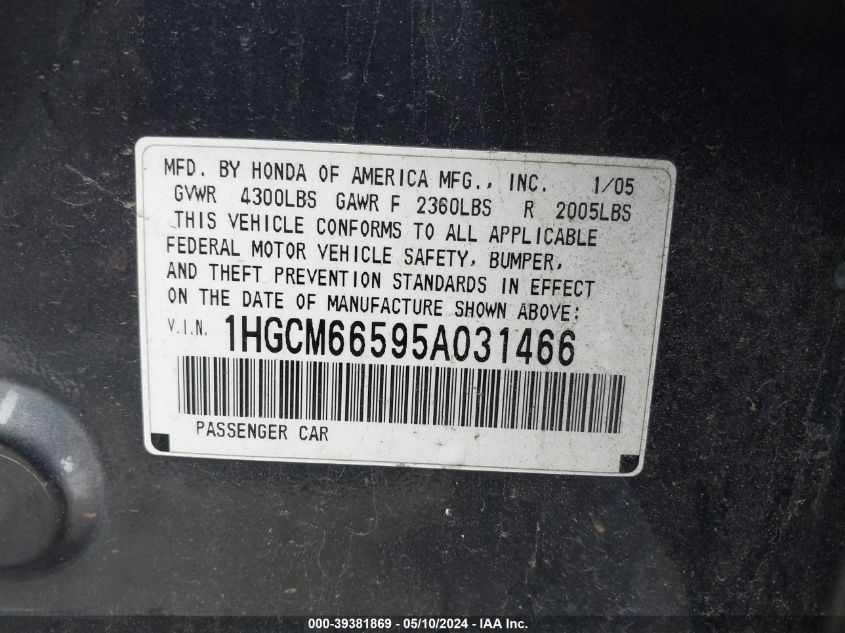 MFD. BY HONDA OF AMERICA MFG., INC. 1/05
GVWR 4300LBS GAWR F 2360LBS R 2005LBS
THIS VEHICLE CONFORMS TO ALL APPLICABLE
FEDERAL MOTOR VEHICLE SAFETY, BUMPER,
AND THEFT PREVENTION STANDARDS IN EFFECT
ON THE DATE OF MANUFACTURE SHOWN ABOVE;
V.I.N. 1HGCM66595A031466
PASSENGER CAR
000-39381869 - 05/10/2024 - IAA Inc.